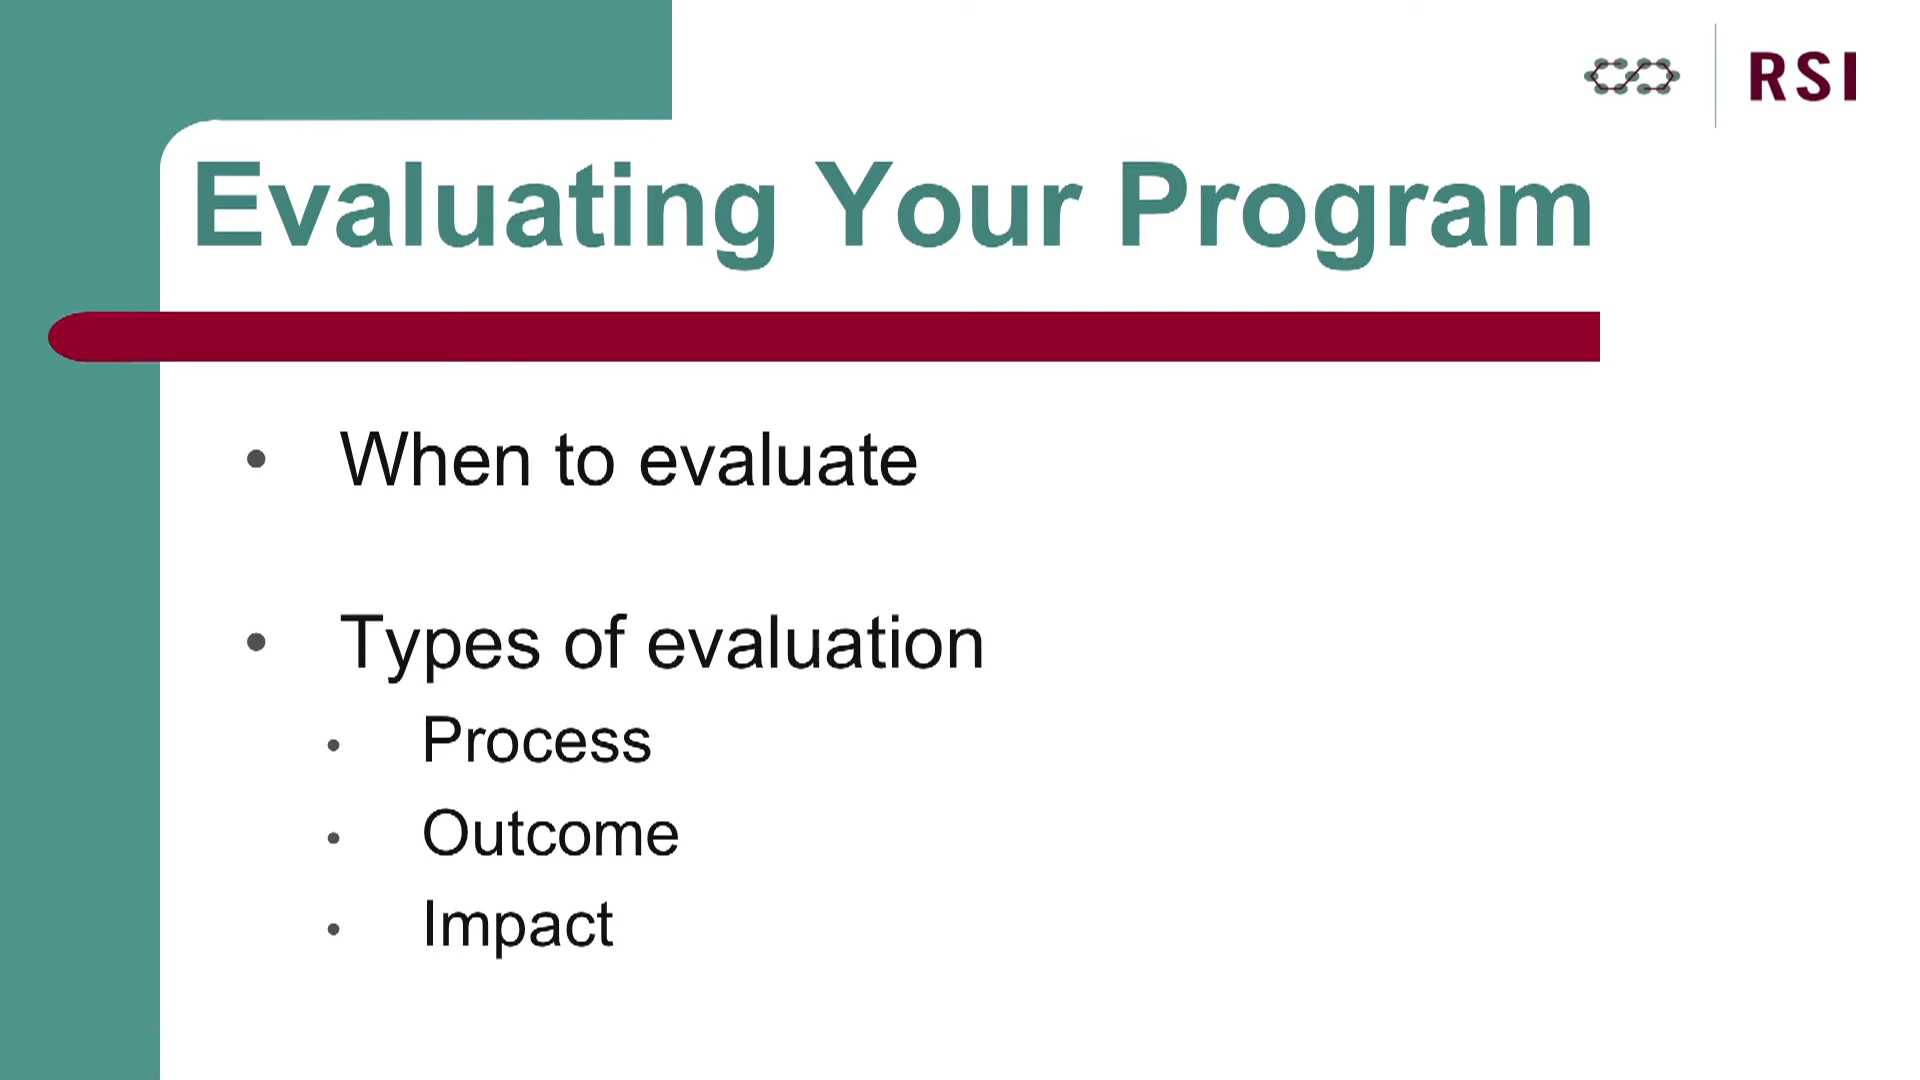 RSI
Evaluating Your Program
• When to evaluate
• Types of evaluation
• Process
• Outcome
• Impact